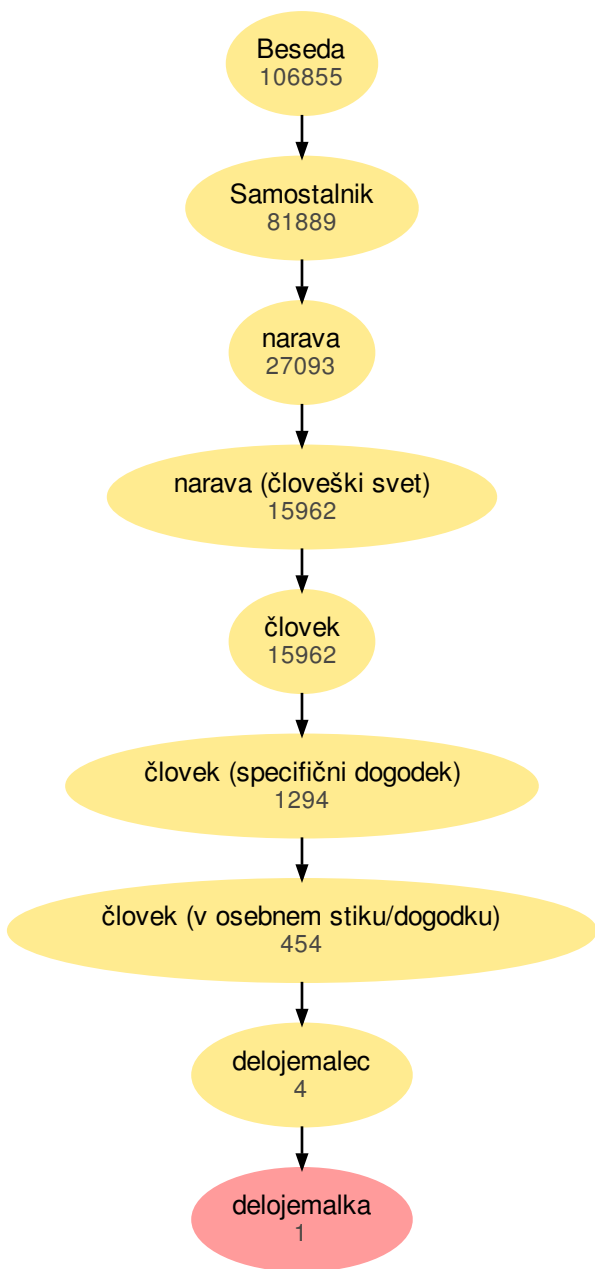 Beseda
106855
Samostalnik
81889
narava
27093
narava (človeški svet)
15962
človek
15962
človek (specifični dogodek)
1294
človek (v osebnem stiku/dogodku)
454
delojemalec
4
delojemalka
1